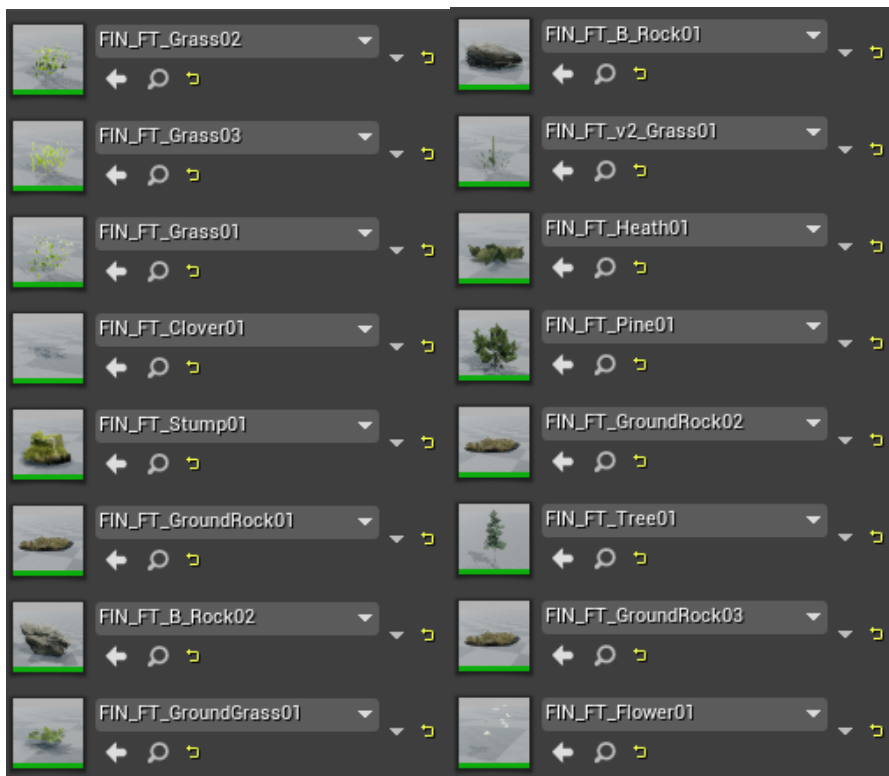 FIN_FT_Grass02
FIN_FT_Grass03
FIN_FT_Grass01
FIN_FT_Clover01
FIN_FT_Stump01
FIN_FT_GroundRock01
FIN_FT_B_Rock02
FIN_FT_GroundGrass01
FIN_FT_B_Rock01
FIN_FT_v2_Grass01
FIN_FT_Heath01
FIN_FT_Pine01
FIN_FT_GroundRock02
FIN_FT_Tree01
FIN_FT_GroundRock03
FIN_FT_Flower01